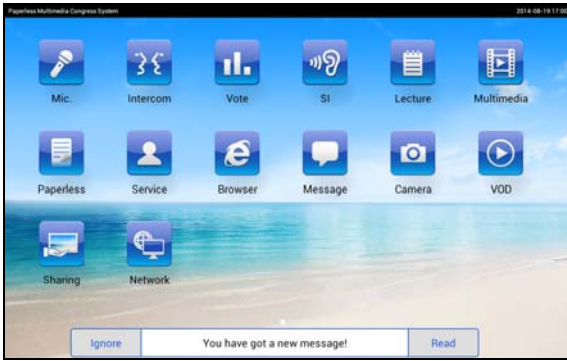 Paperless Multimedia Congress System 2014-08-19 17:00
Mic. Intercom Vote SI Lecture Multimedia
Paperless Service Browser Message Camera VOD
Sharing Network
Ignore You have got a new message! Read